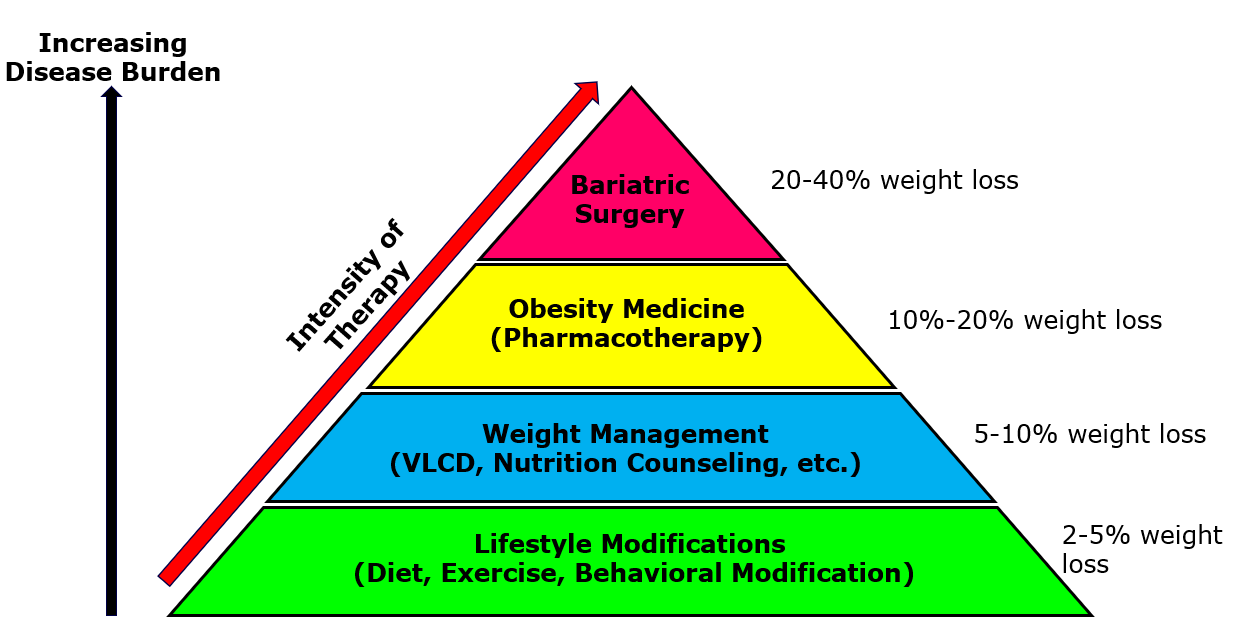 Increasing
Disease Burden
Intensity of
Therapy
Bariatric
Surgery
20-40% weight loss
Obesity Medicine
(Pharmacotherapy)
10%-20% weight loss
Weight Management
(VLCD, Nutrition Counseling, etc.)
5-10% weight loss
Lifestyle Modifications
(Diet, Exercise, Behavioral Modification)
2-5% weight
loss